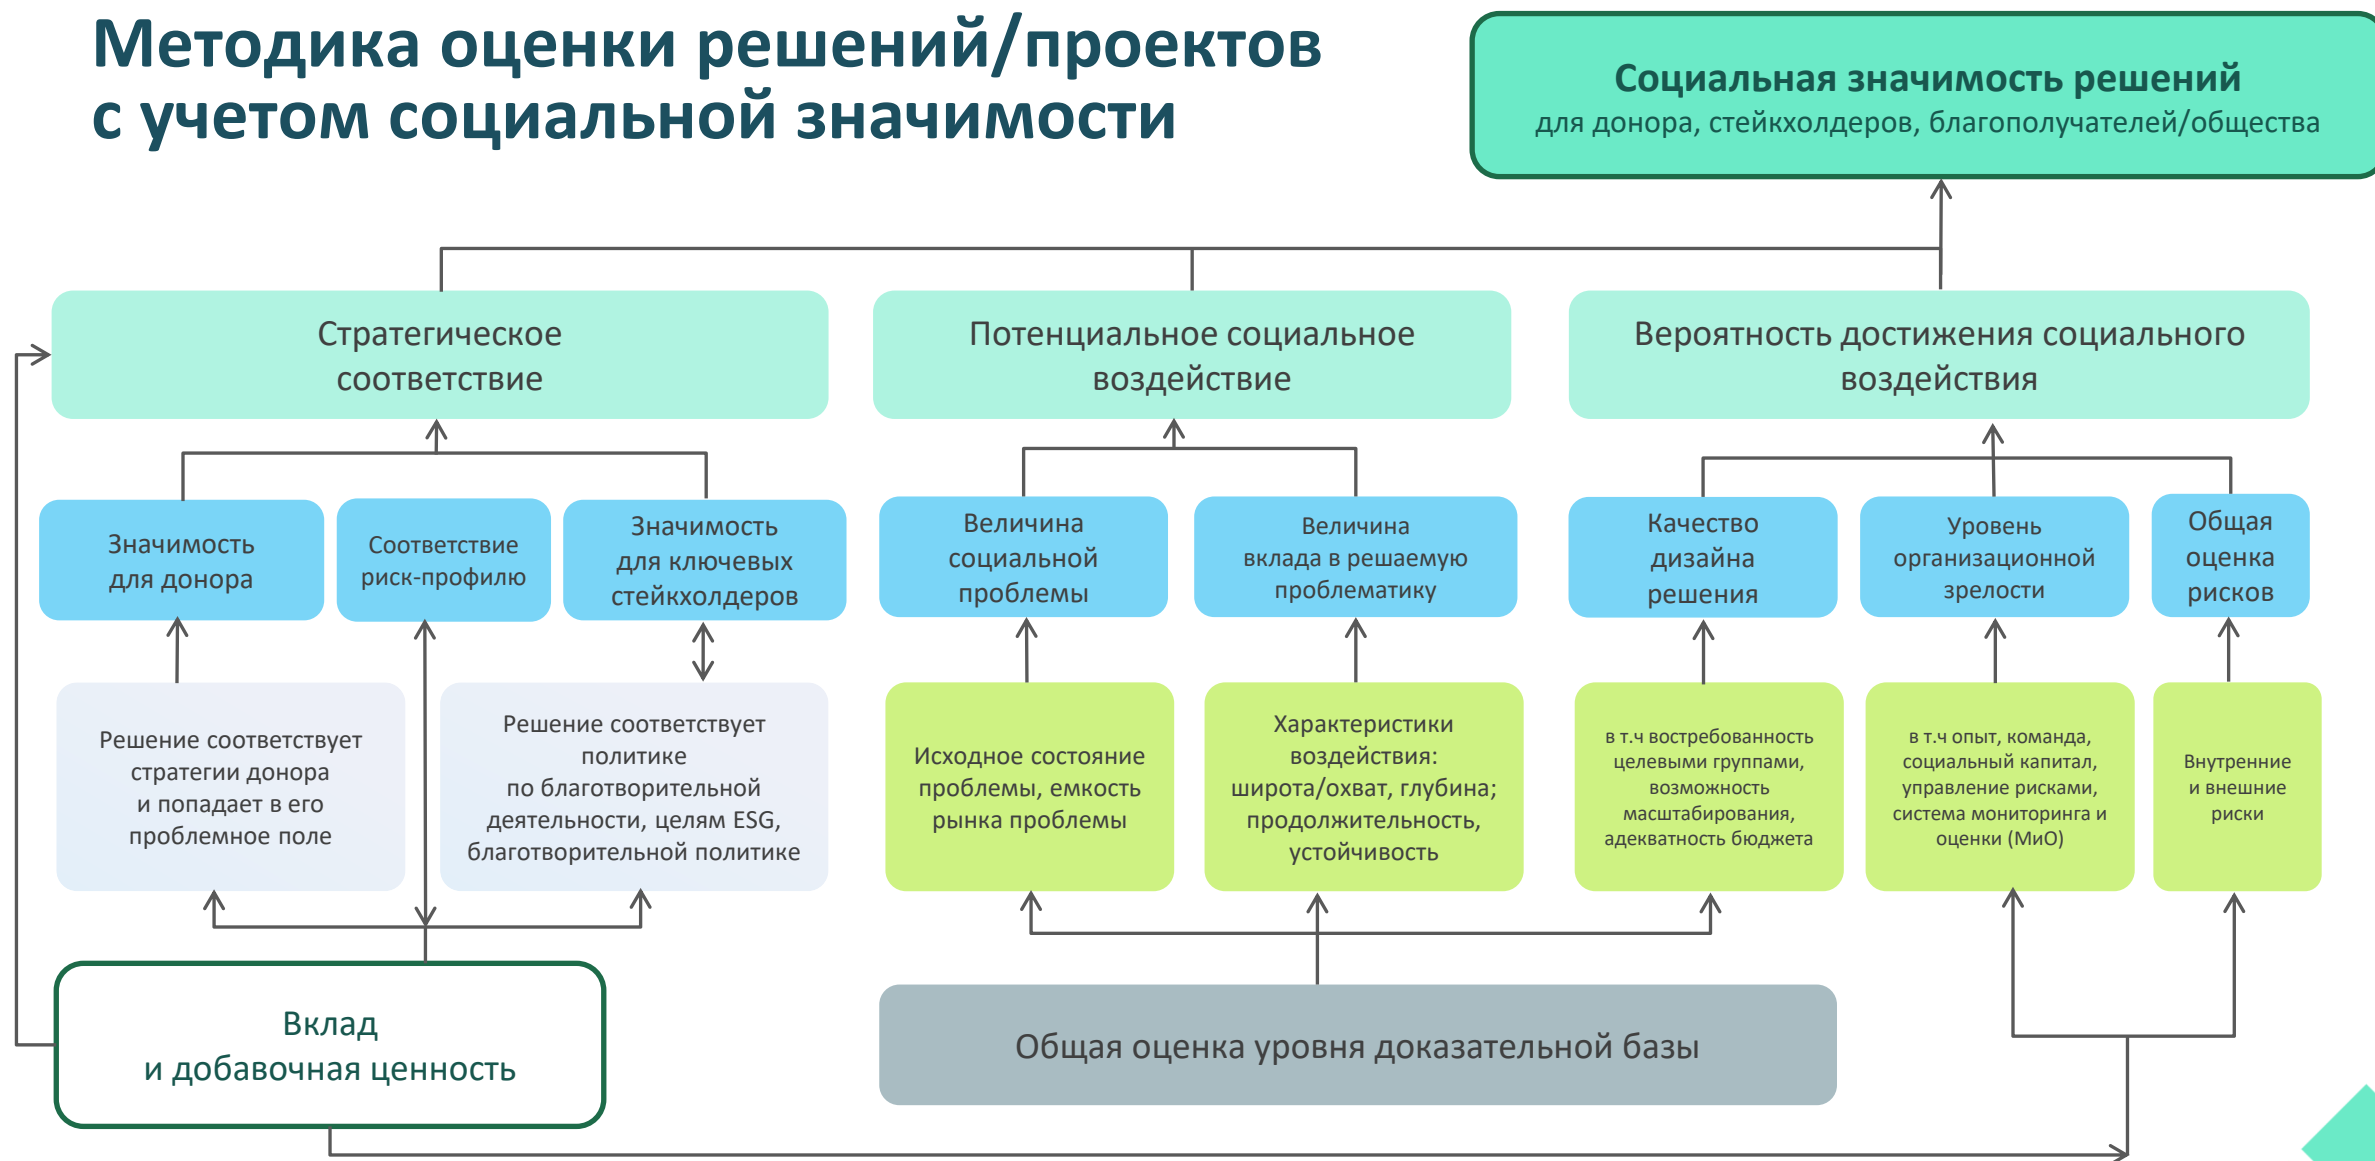 Методика оценки решений/проектов
с учетом социальной значимости
Социальная значимость решений
для донора, стейкхолдеров, благополучателей/общества
Стратегическое
соответствие
Потенциальное социальное
воздействие
Вероятность достижения социального
воздействия
Значимость
для донора
Соответствие
риск-профилю
Значимость
для ключевых
стейкхолдеров
Величина
социальной
проблемы
Величина
вклада в решаемую
проблематику
Качество
дизайна
решения
Уровень
организационной
зрелости
Общая
оценка
рисков
Решение соответствует
стратегии донора
и попадает в его
проблемное поле
Решение соответствует
политике
по благотворительной
деятельности, целям ESG,
благотворительной политике
Исходное состояние
проблемы, емкость
рынка проблемы
Характеристики
воздействия:
широта/охват, глубина;
продолжительность,
устойчивость
в т.ч востребованность
целевыми группами,
возможность
масштабирования,
адекватность бюджета
в т.ч опыт, команда,
социальный капитал,
управление рисками,
система мониторинга и
оценки (МиО)
Внутренние
и внешние
риски
Вклад
и добавочная ценность
Общая оценка уровня доказательной базы